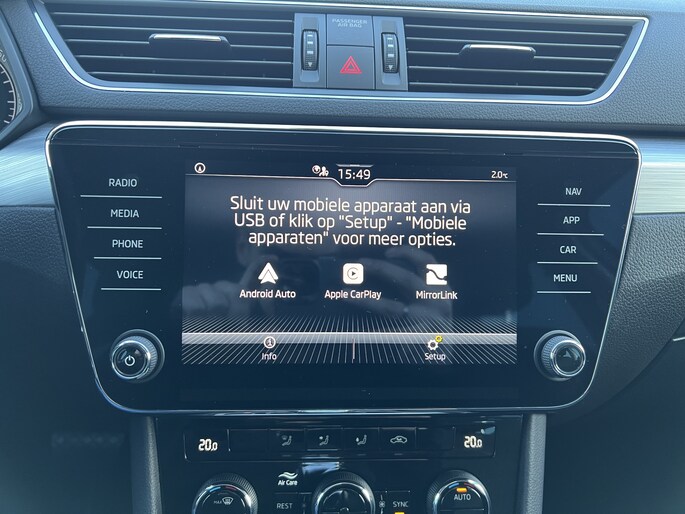 PASSENGER
AIR BAG
15:49
2.0°C
RADIO
MEDIA
PHONE
VOICE
NAV
APP
CAR
MENU
Sluit uw mobiele apparaat aan via
USB of klik op "Setup" - "Mobiele
apparaten" voor meer opties.
Android Auto
Apple CarPlay
MirrorLink
Info
Setup
20.0
20.0
Air Care
MAX
REST
SYNC
AUTO